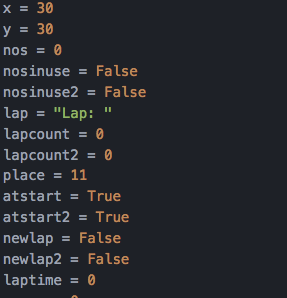 x = 30
y = 30
nos = 0
nosinuse = False
nosinuse2 = False
lap = "Lap: "
lapcount = 0
lapcount2 = 0
place = 11
atstart = True
atstart2 = True
newlap = False
newlap2 = False
laptime = 0